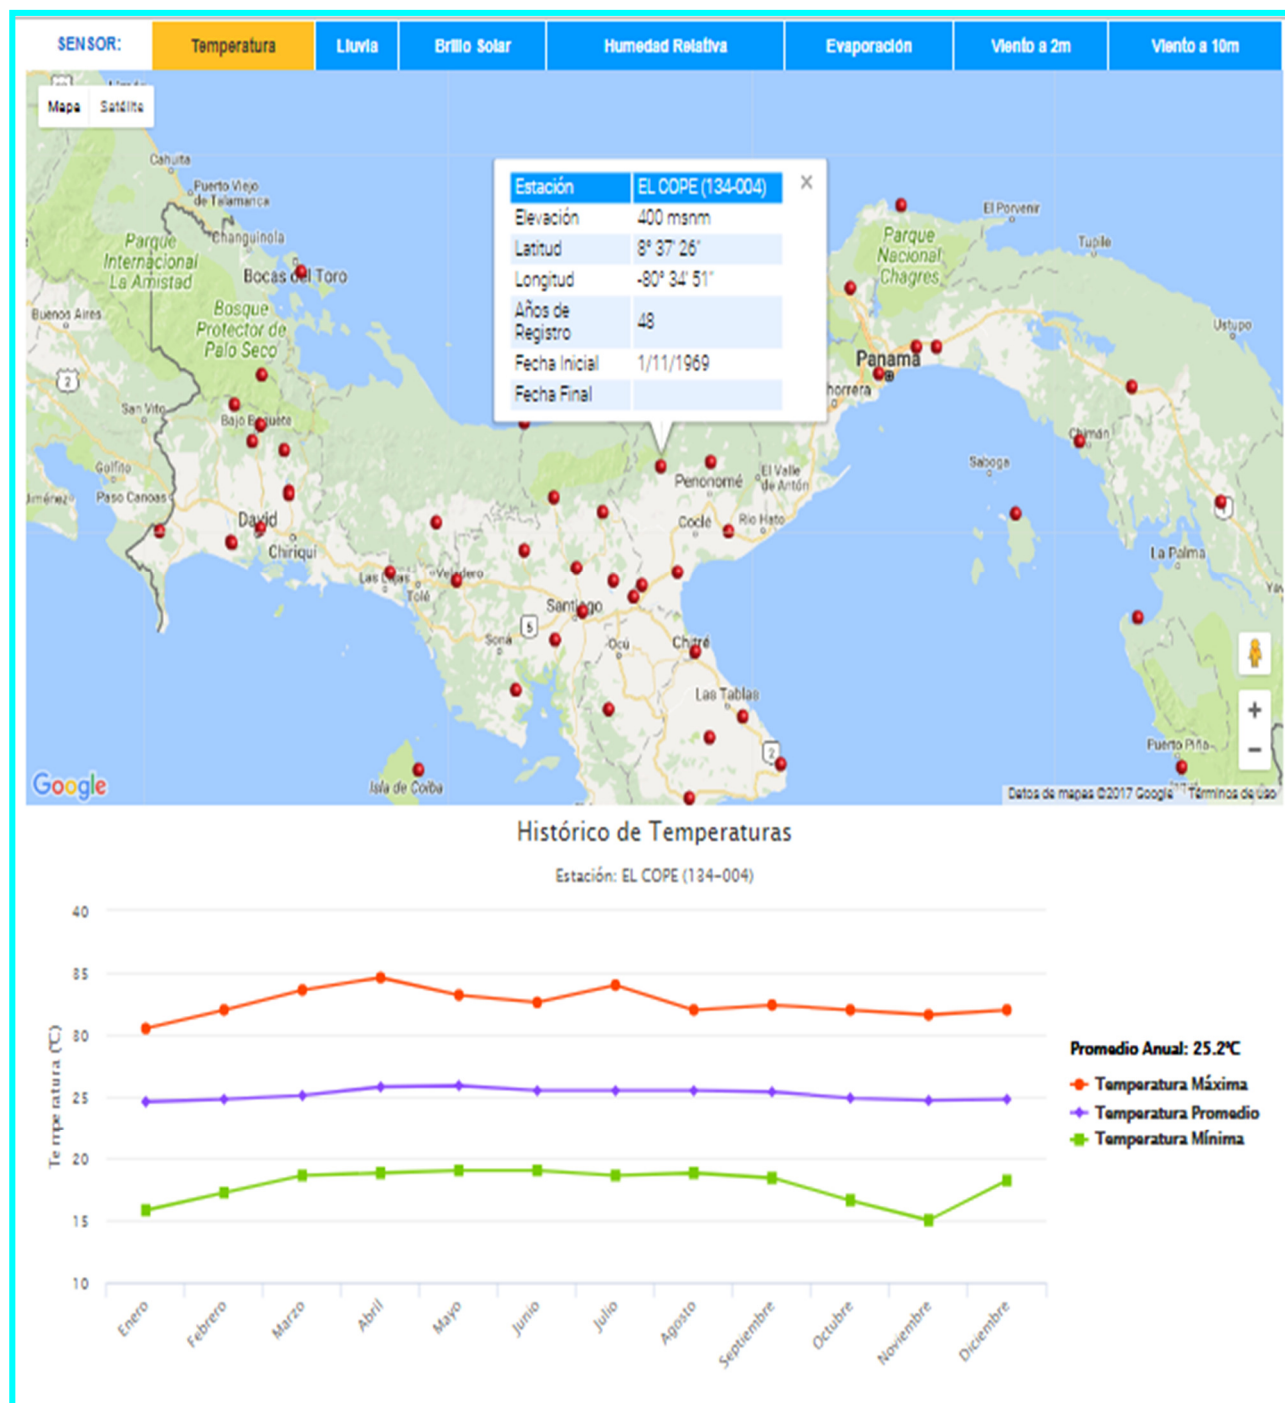 SENSOR: Temperatura Lluvia Brillo Solar Humedad Relativa Evaporación Viento a 2m Viento a 10m
Mapa Satélite
Cahuita
Puerto Viejo
de Talamanca
Changuinola
Parque
Internacional
La Amistad
Bocas del Toro
Buenos Aires
Bosque
Protector de
Palo Seco
2
San Vito
Bajo Boquete
Golfito
Jiménez
Paso Canoas
David
Chiriquí
Las Lajas
Tolé
Veladero
Estación EL COPE (134-004)
Elevación 400 msnm
Latitud 8° 37' 26"
Longitud -80° 34' 51"
Años de
Registro 48
Fecha Inicial 1/11/1969
Fecha Final
×
El Porvenir
Parque
Nacional
Chagres
Tupile
Ustupo
Panamá
horrera
Chimán
Saboga
Penonomé
El Valle
de Antón
Coclé
Río Hato
La Palma
Yav
Santiago
5
Sona
Ocú
Chitré
Las Tablas
2
Puerto Piña
Isla de Coiba
+
−
Google
Datos de mapas ©2017 Google Términos de uso
Histórico de Temperaturas
Estación: EL COPE (134-004)
Temperatura (°C)
40
35
30
25
20
15
10
Enero Febrero Marzo Abril Mayo Junio Julio Agosto Septiembre Octubre Noviembre Diciembre
Promedio Anual: 25.2°C
Temperatura Máxima
Temperatura Promedio
Temperatura Mínima